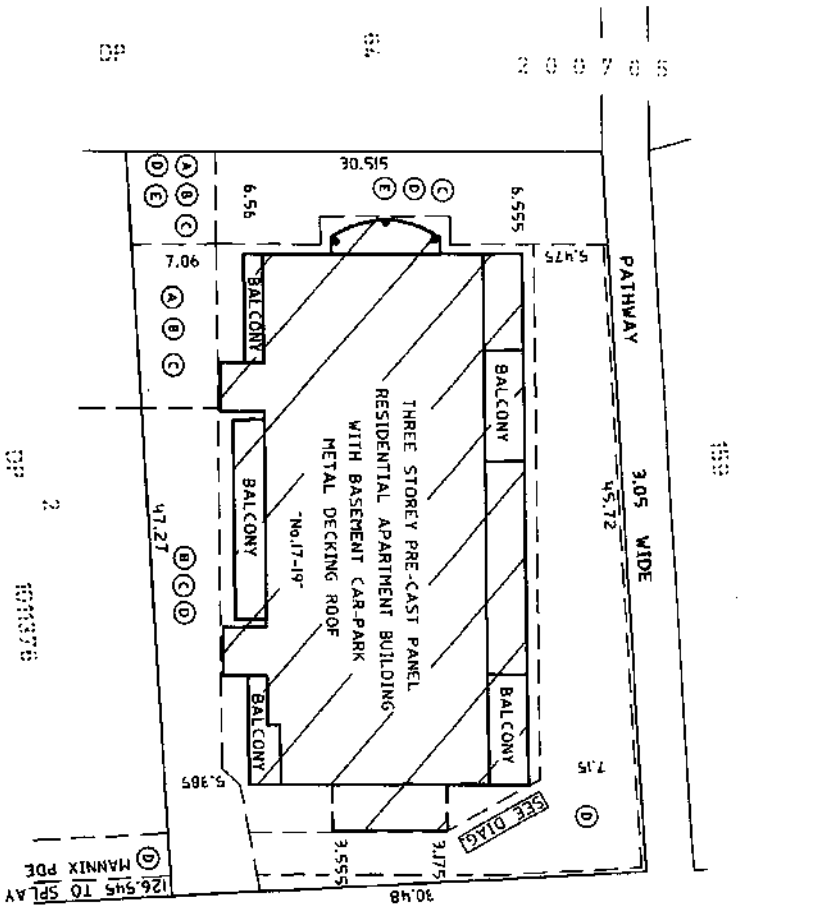 DP
2 0 0 7 6 5
30.515
A B C
D E
C D E
6.56
6.555
7.06
5.475
A B C
PATHWAY
3.05 WIDE
45.72
BALCONY
BALCONY
BALCONY
BALCONY
BALCONY
THREE STOREY PRE-CAST PANEL
RESIDENTIAL APARTMENT BUILDING
WITH BASEMENT CAR-PARK
METAL DECKING ROOF
"No.17-19"
DP
2
47.27
B C D
5.385
7.15
D
SEE DIAG.
3.555
3.175
30.48
D
MANNIX PDE
126.545 TO SPLAY